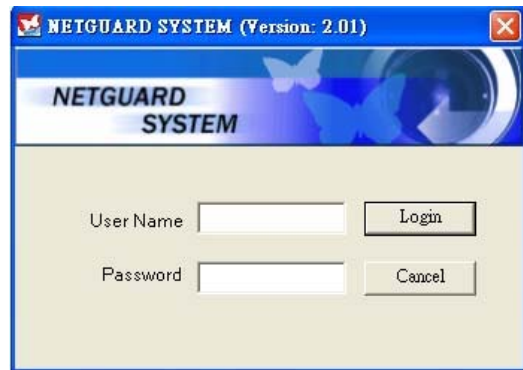 NETGUARD SYSTEM (Version: 2.01)
NETGUARD
SYSTEM
User Name
Login
Password
Cancel